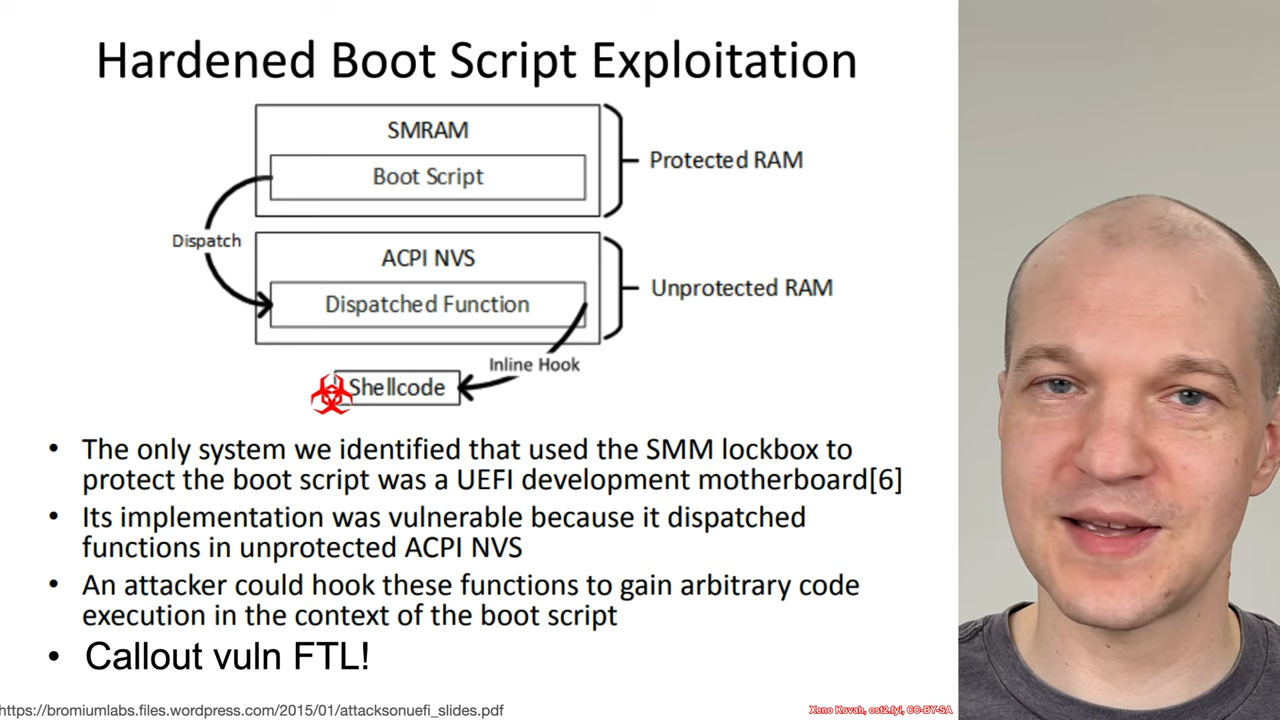 Hardened Boot Script Exploitation
SMRAM
Boot Script
Protected RAM
Dispatch
ACPI NVS
Dispatched Function
Unprotected RAM
Inline Hook
Shellcode
• The only system we identified that used the SMM lockbox to
protect the boot script was a UEFI development motherboard[6]
• Its implementation was vulnerable because it dispatched
functions in unprotected ACPI NVS
• An attacker could hook these functions to gain arbitrary code
execution in the context of the boot script
• Callout vuln FTL!
https://bromiumlabs.files.wordpress.com/2015/01/attacksonuefi_slides.pdf
Xeno Kovah, ost2.fyi, CC-BY-SA